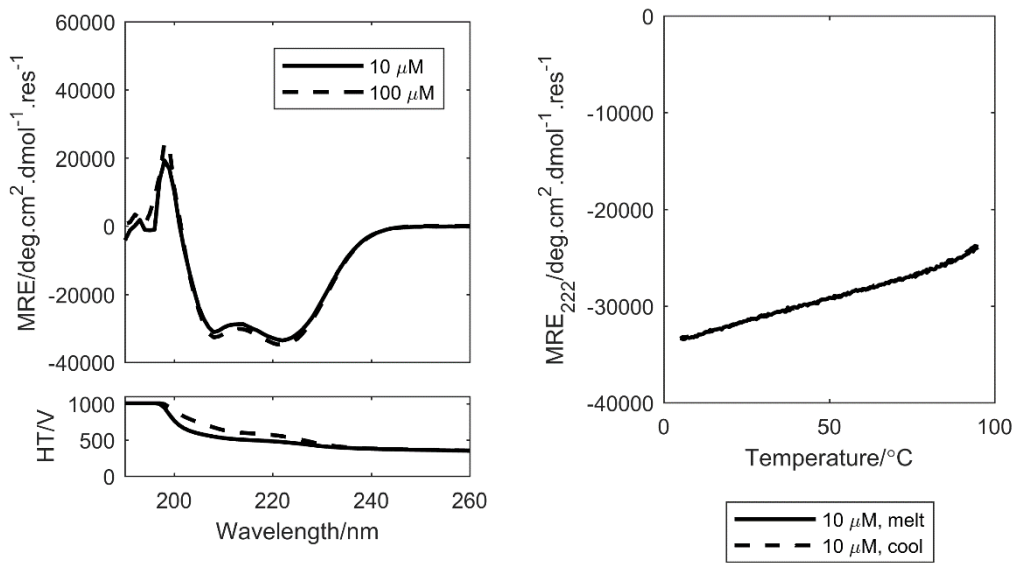 60000
40000
20000
0
-20000
-40000
MRE/deg.cm².dmol⁻¹.res⁻¹
10 μM
100 μM
1000
500
0
HT/V
200
220
240
260
Wavelength/nm
0
-10000
-20000
-30000
-40000
MRE₂₂₂/deg.cm².dmol⁻¹.res⁻¹
0
50
100
Temperature/°C
10 μM, melt
10 μM, cool